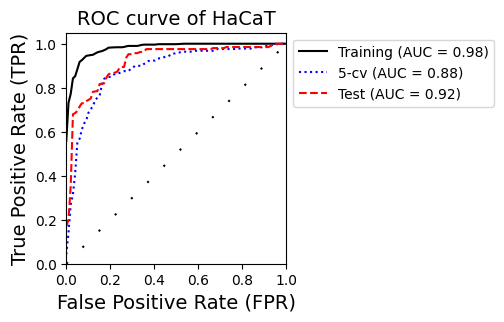 ROC curve of HaCaT
True Positive Rate (TPR)
1.0
0.8
0.6
0.4
0.2
0.0
0.0 0.2 0.4 0.6 0.8 1.0
False Positive Rate (FPR)
Training (AUC = 0.98)
5-cv (AUC = 0.88)
Test (AUC = 0.92)